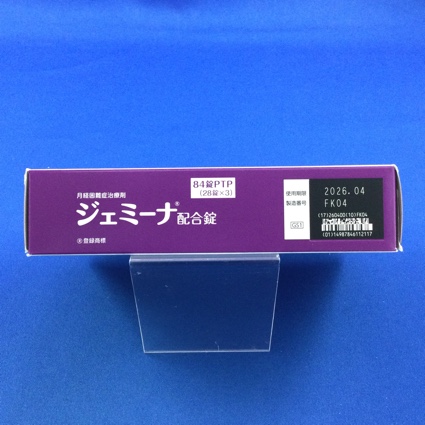 月経困難症治療剤
ジェミーナ®配合錠
®登録商標
84錠PTP
(28錠×3)
使用期限 2026.04
製造番号 FK04
GS1
(17)260400(10)FK04
(01)14987846112117